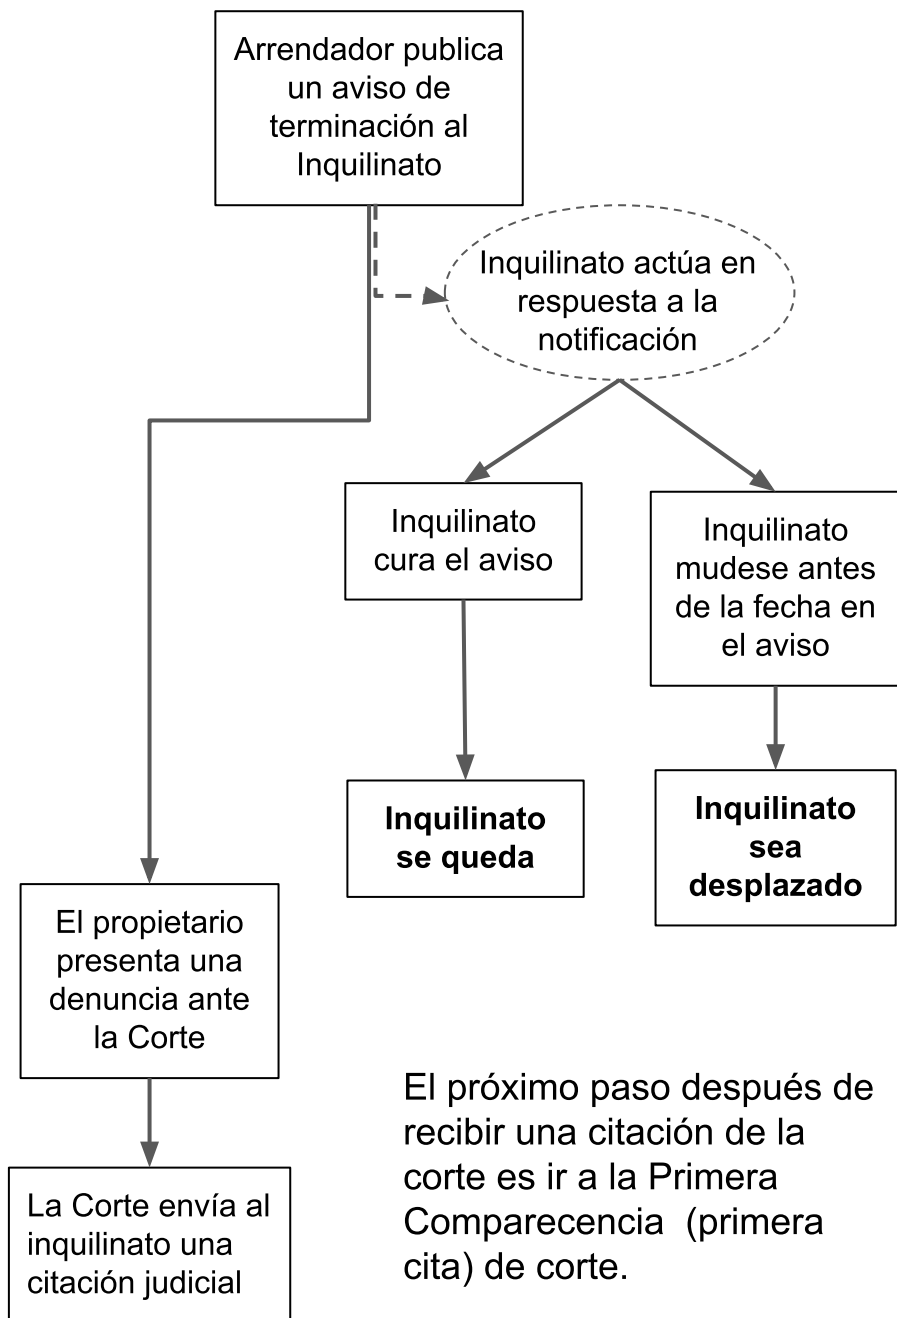 Arrendador publica
un aviso de
terminación al
Inquilinato
Inquilinato actúa en
respuesta a la
notificación
Inquilinato
cura el aviso
Inquilinato
mudese antes
de la fecha en
el aviso
Inquilinato
se queda
Inquilinato
sea
desplazado
El propietario
presenta una
denuncia ante
la Corte
La Corte envía al
inquilinato una
citación judicial
El próximo paso después de
recibir una citación de la
corte es ir a la Primera
Comparecencia (primera
cita) de corte.